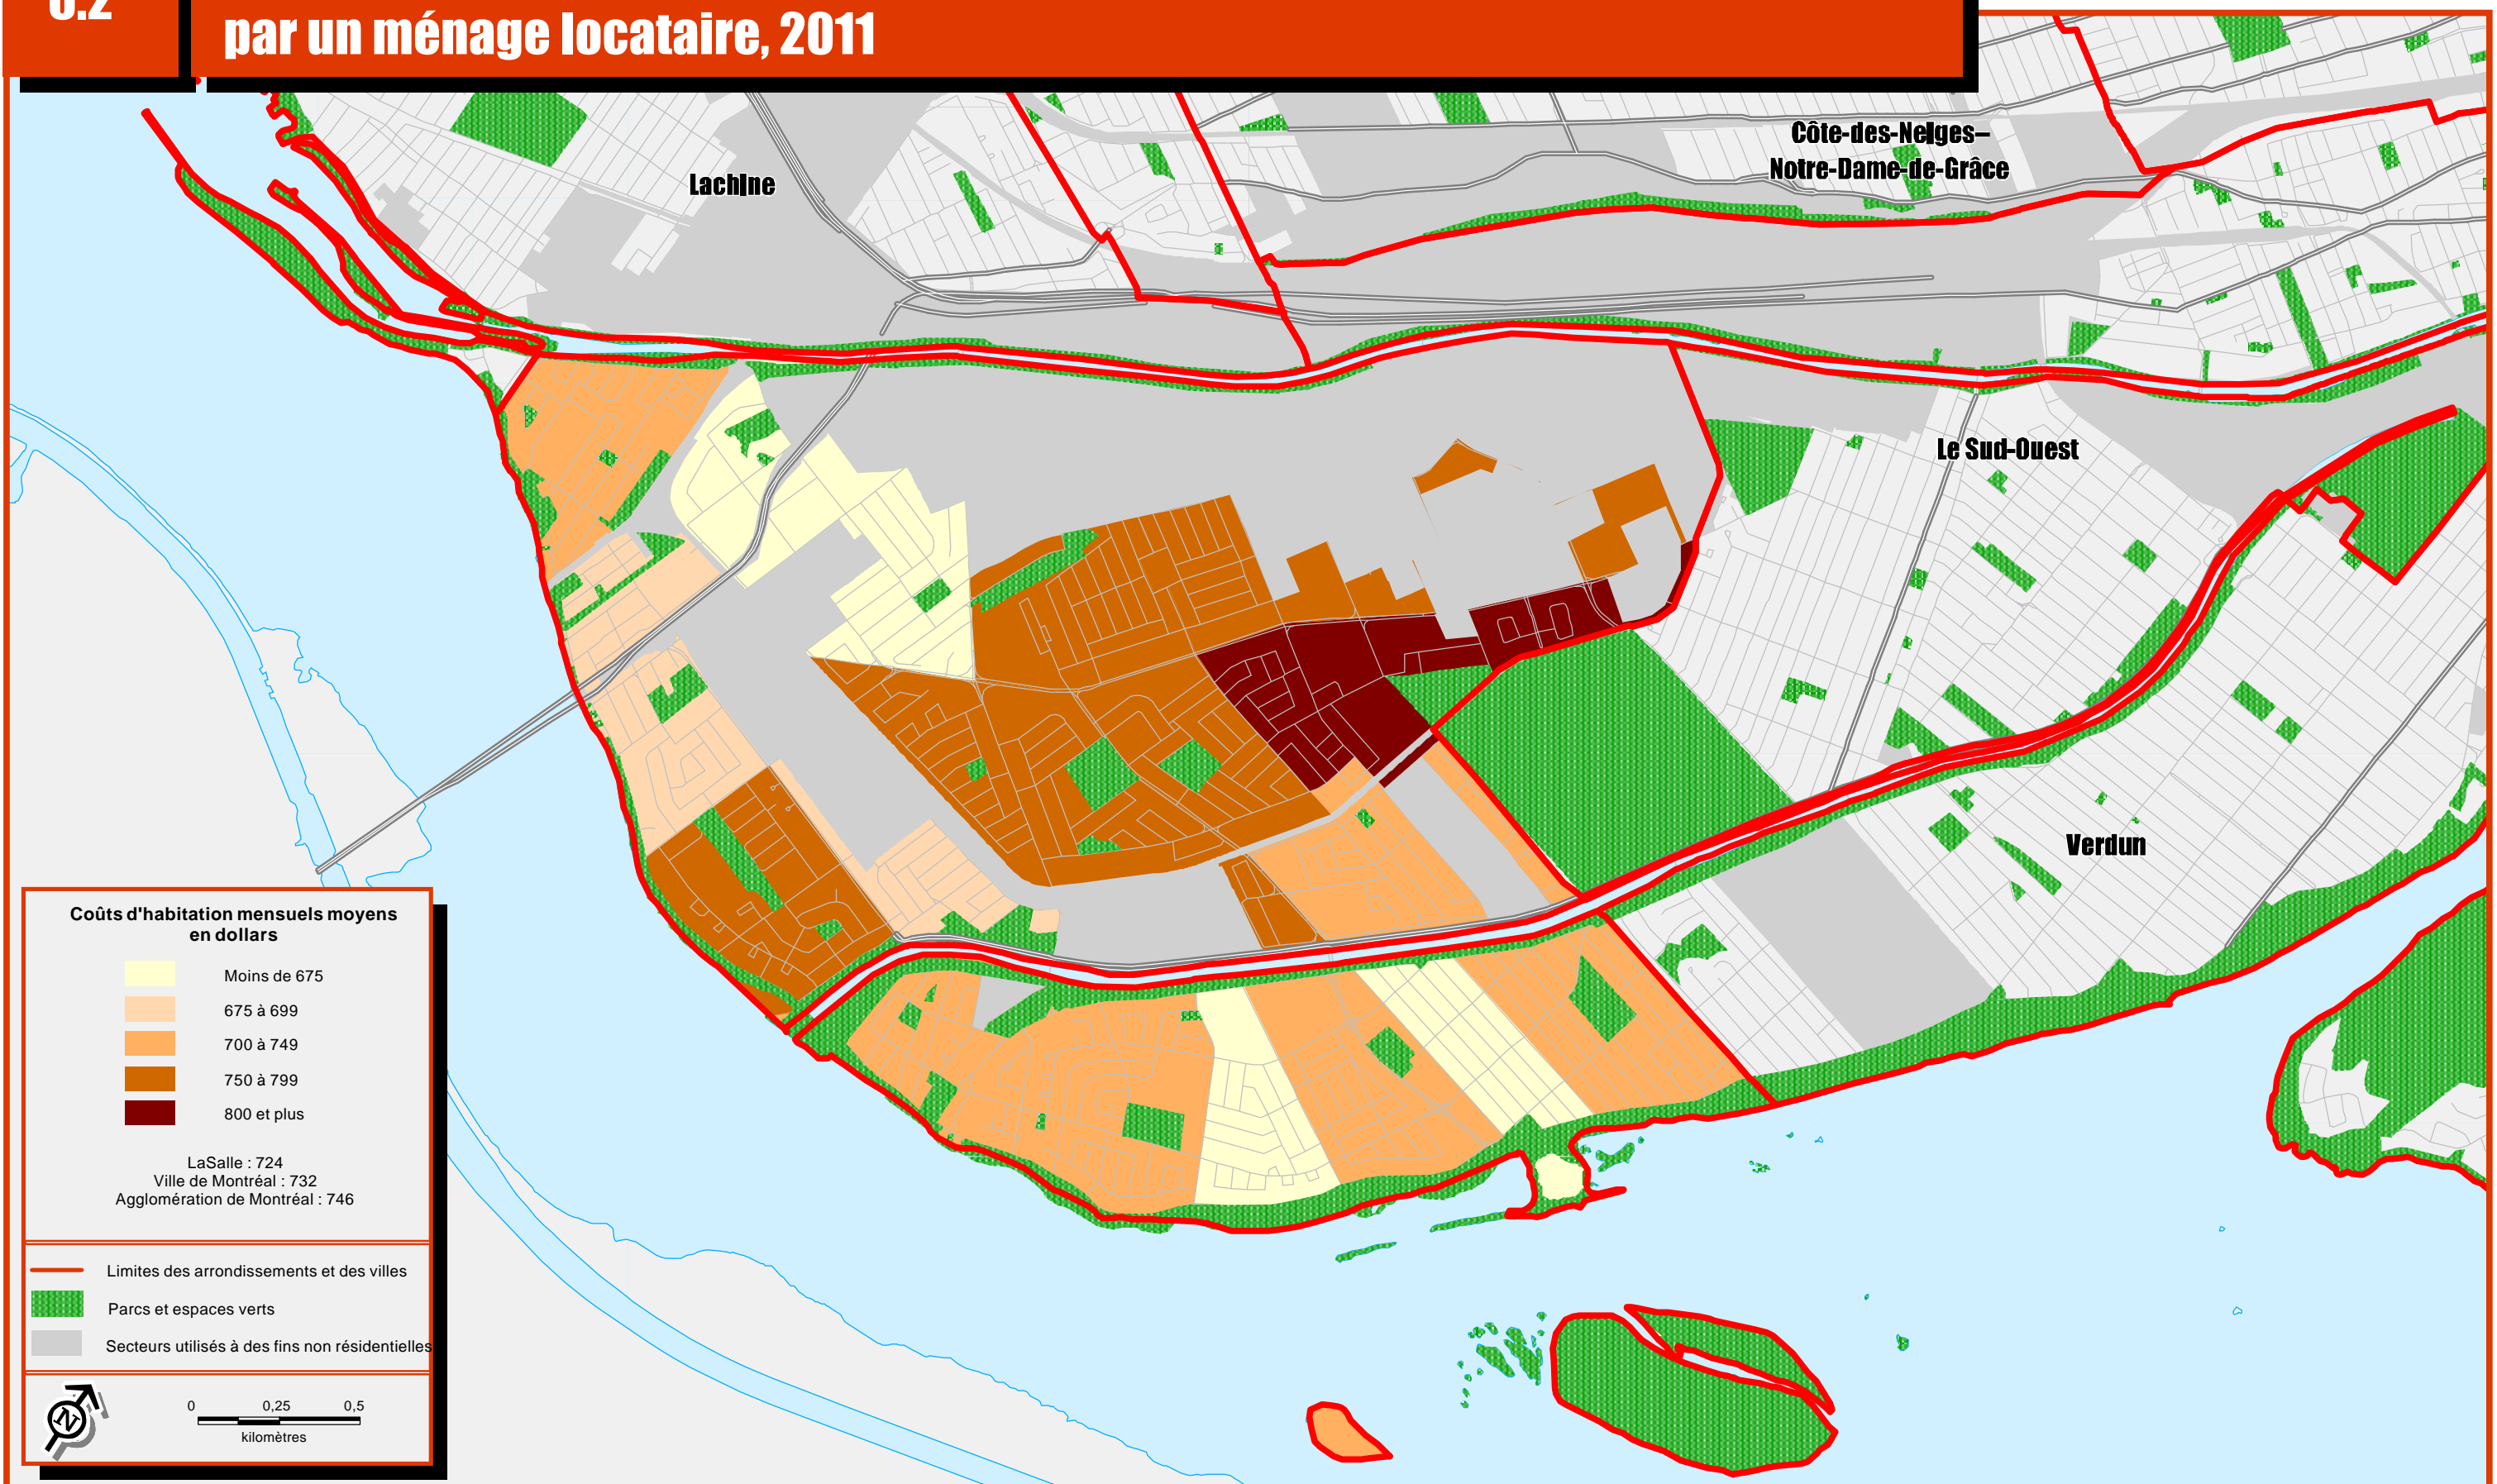 par un ménage locataire, 2011
Côte-des-Neiges–
Notre-Dame-de-Grâce
Lachine
Le Sud-Ouest
Verdun
Coûts d'habitation mensuels moyens
en dollars
Moins de 675
675 à 699
700 à 749
750 à 799
800 et plus
LaSalle : 724
Ville de Montréal : 732
Agglomération de Montréal : 746
Limites des arrondissements et des villes
Parcs et espaces verts
Secteurs utilisés à des fins non résidentielles
N
0 0,25 0,5
kilomètres